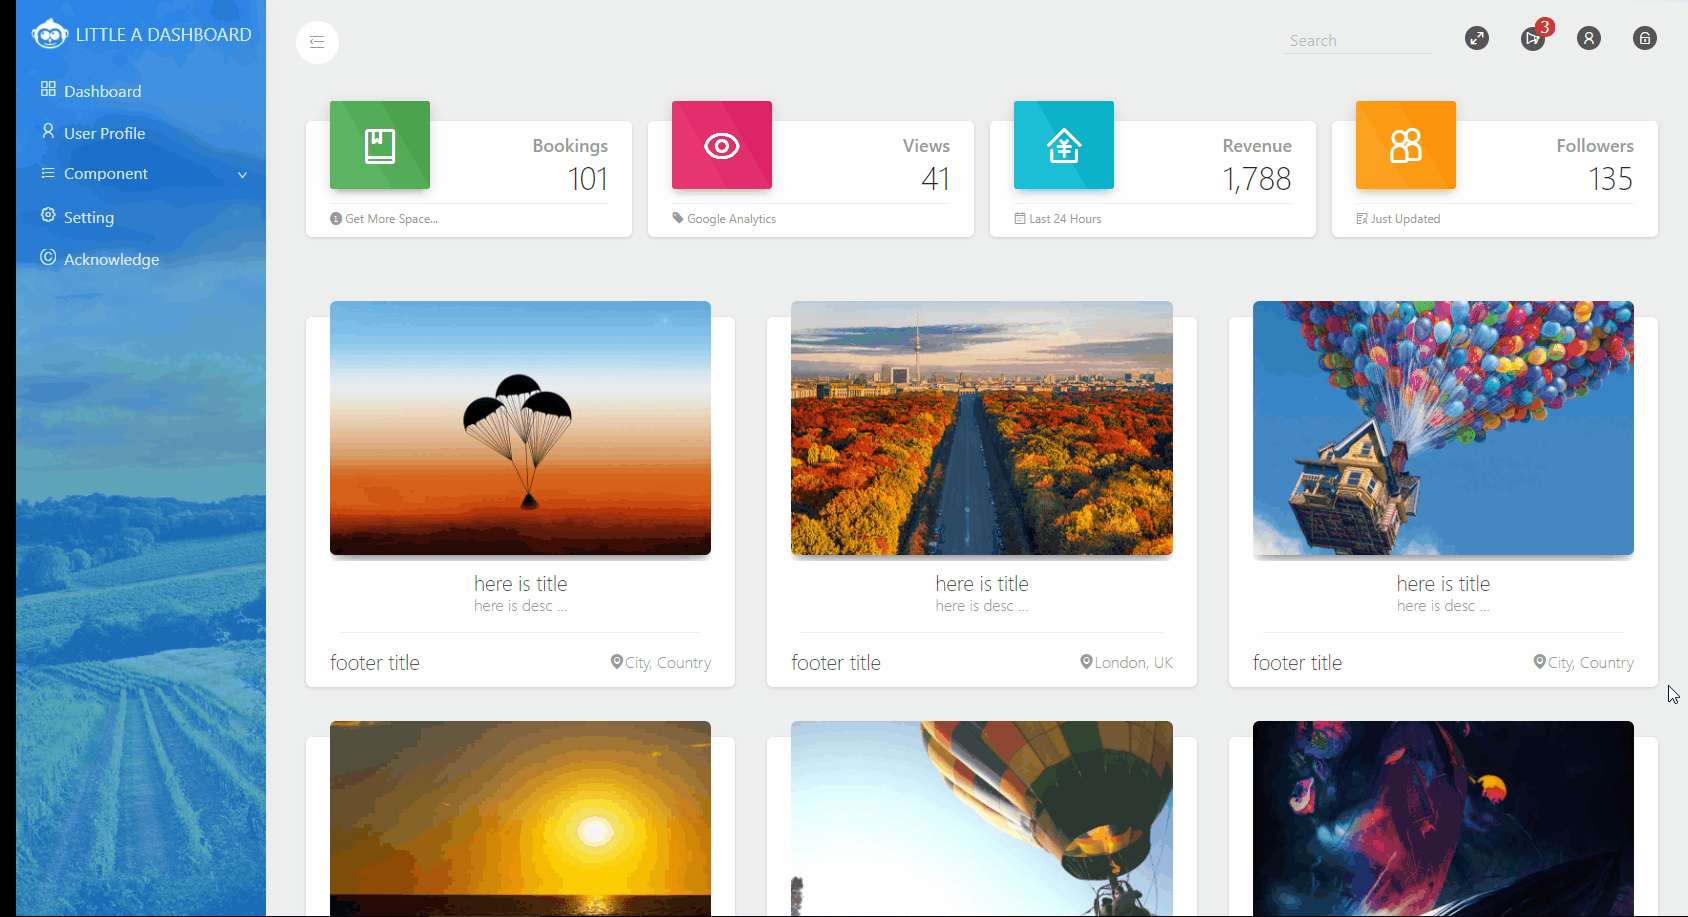 LITTLE A DASHBOARD
Dashboard
User Profile
Component
Setting
Acknowledge
Search
3
Bookings
101
Get More Space...
Views
41
Google Analytics
Revenue
1,788
Last 24 Hours
Followers
135
Just Updated
here is title
here is desc ...
footer title
City, Country
here is title
here is desc ...
footer title
London, UK
here is title
here is desc ...
footer title
City, Country